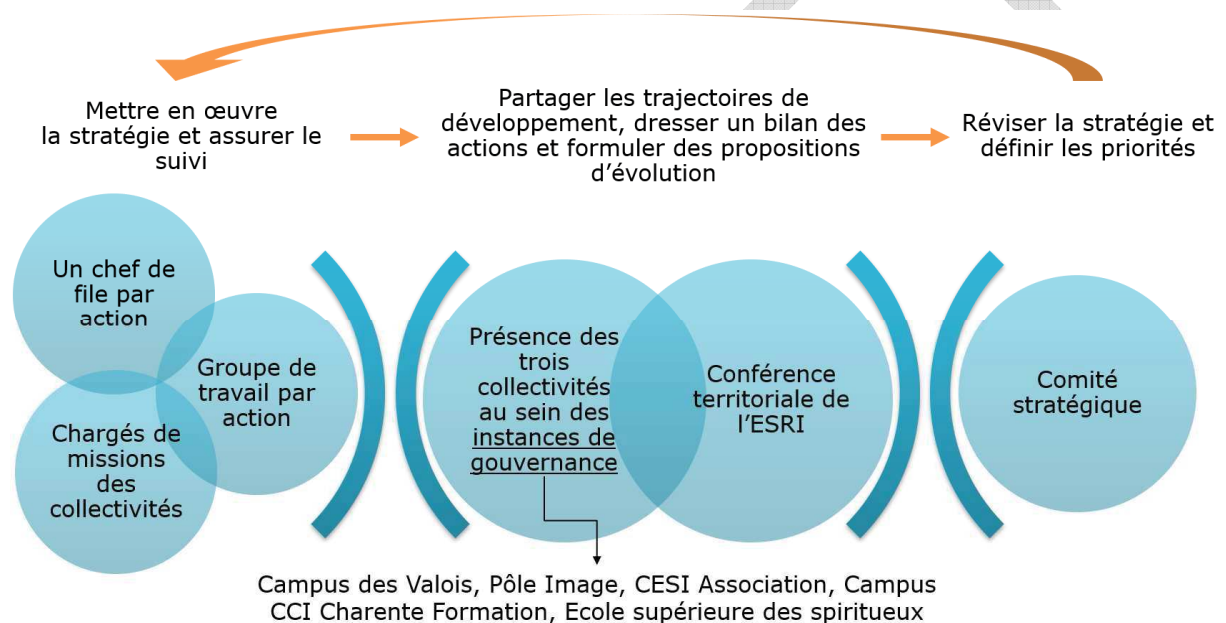 Mettre en œuvre
la stratégie et assurer le
suivi
Partager les trajectoires de
développement, dresser un bilan des
actions et formuler des propositions
d’évolution
Réviser la stratégie et
définir les priorités
Un chef de
file par
action
Groupe de
travail par
action
Chargés de
missions
des
collectivités
Présence des
trois
collectivités
au sein des
instances de
gouvernance
Conférence
territoriale de
l’ESRI
Comité
stratégique
Campus des Valois, Pôle Image, CESI Association, Campus
CCI Charente Formation, Ecole supérieure des spiritueux